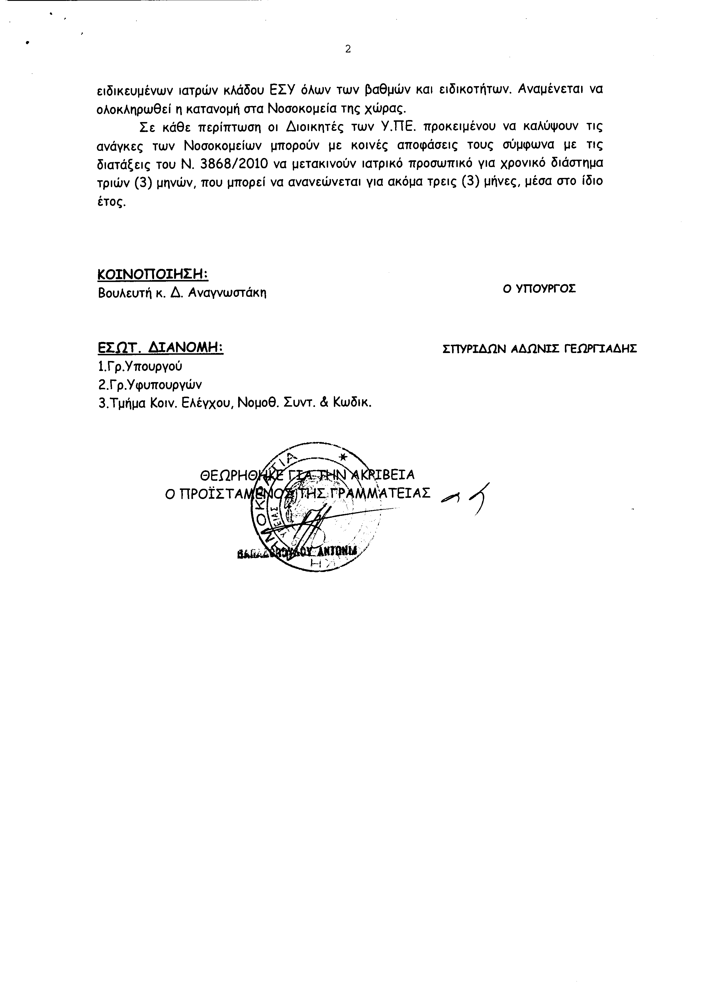 2
ειδικευμένων ιατρών κλάδου ΕΣΥ όλων των βαθμών και ειδικοτήτων. Αναμένεται να
ολοκληρωθεί η κατανομή στα Νοσοκομεία της χώρας.
Σε κάθε περίπτωση οι Διοικητές των Υ.ΠΕ. προκειμένου να καλύψουν τις
ανάγκες των Νοσοκομείων μπορούν με κοινές αποφάσεις τους σύμφωνα με τις
διατάξεις του Ν. 3868/2010 να μετακινούν ιατρικό προσωπικό για χρονικό διάστημα
τριών (3) μηνών, που μπορεί να ανανεώνεται για ακόμα τρεις (3) μήνες, μέσα στο ίδιο
έτος.
ΚΟΙΝΟΠΟΙΗΣΗ:
Βουλευτή κ. Δ. Αναγνωστάκη
Ο ΥΠΟΥΡΓΟΣ
ΕΣΩΤ. ΔΙΑΝΟΜΗ:
ΣΠΥΡΙΔΩΝ ΑΔΩΝΙΣ ΓΕΩΡΓΙΑΔΗΣ
1.Γρ.Υπουργού
2.Γρ.Υφυπουργών
3.Τμήμα Κοιν. Ελέγχου, Νομοθ. Συντ. & Κωδικ.
ΘΕΩΡΗΘΗΚΕ ΓΙΑ ΤΗΝ ΑΚΡΙΒΕΙΑ
Ο ΠΡΟΪΣΤΑΜΕΝΟΣ ΤΗΣ ΓΡΑΜΜΑΤΕΙΑΣ
ΠΑΠΑΔΟΠΟΥΛΟΥ ΑΝΤΩΝΙΑ